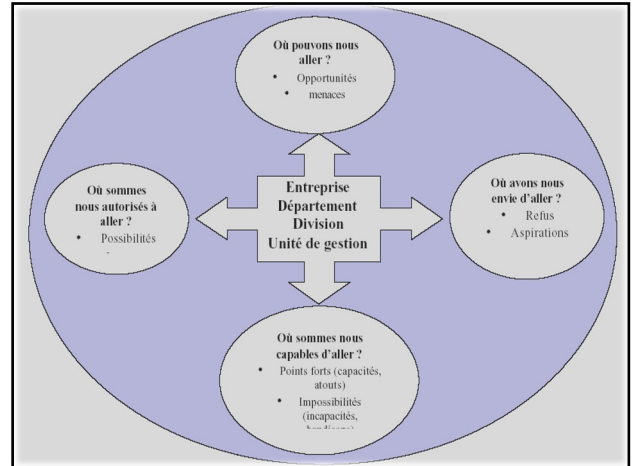 Où pouvons nous
aller ?
• Opportunités
• menaces
Où sommes
nous autorisés à
aller ?
• Possibilités
Entreprise
Département
Division
Unité de gestion
Où avons nous
envie d'aller ?
• Refus
• Aspirations
Où sommes nous
capables d'aller ?
• Points forts (capacités,
atouts)
• Impossibilités
(incapacités,